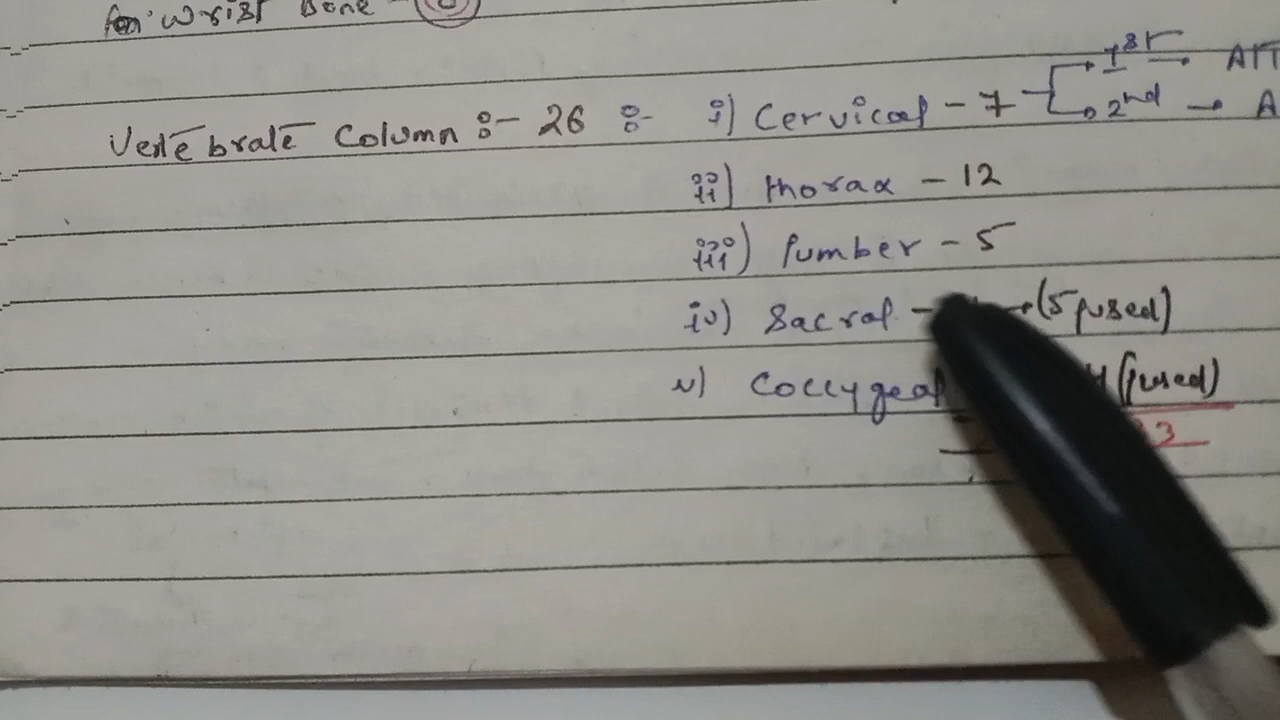 for wrist bone
Vertebrate Column :- 26 :- i) Cervical - 7 → 1st →
→ 2nd → A
ii) thorax - 12
iii) lumber - 5
iv) Sacral - (5 fused)
v) Coccygeal (fused)